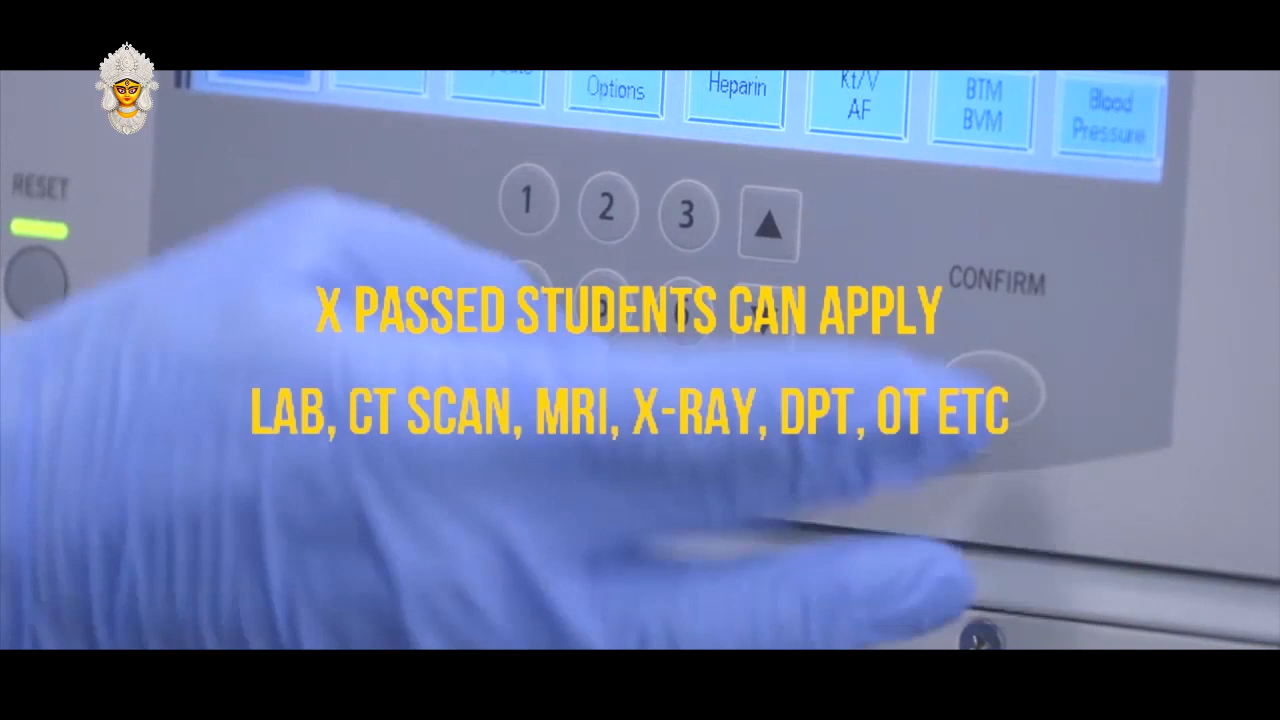 Options
Heparin
Kt/V
AF
BTM
BVM
Blood
Pressure
RESET
1 2 3
CONFIRM
X PASSED STUDENTS CAN APPLY
LAB, CT SCAN, MRI, X-RAY, DPT, OT ETC